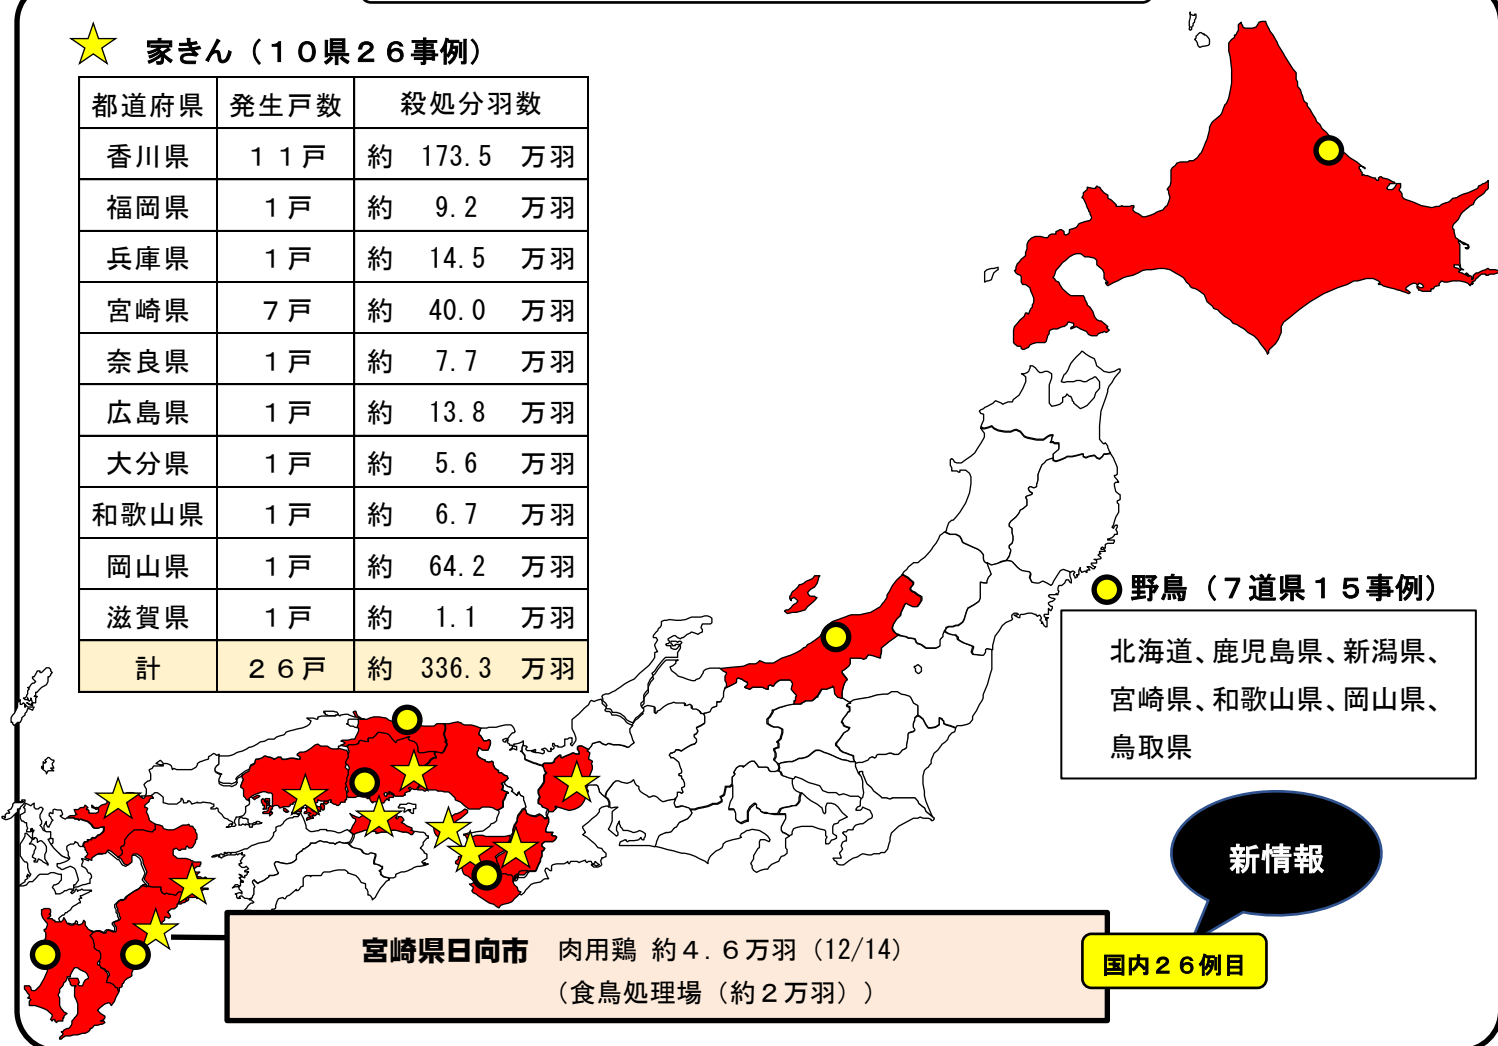 家きん（１０県２６事例）
都道府県 発生戸数 殺処分羽数
香川県 １１戸 約 173.5 万羽
福岡県 １戸 約 9.2 万羽
兵庫県 １戸 約 14.5 万羽
宮崎県 ７戸 約 40.0 万羽
奈良県 １戸 約 7.7 万羽
広島県 １戸 約 13.8 万羽
大分県 １戸 約 5.6 万羽
和歌山県 １戸 約 6.7 万羽
岡山県 １戸 約 64.2 万羽
滋賀県 １戸 約 1.1 万羽
計 ２６戸 約 336.3 万羽
野鳥（７道県１５事例）
北海道、鹿児島県、新潟県、
宮崎県、和歌山県、岡山県、
鳥取県
新情報
国内２６例目
宮崎県日向市 肉用鶏 約４.６万羽（12/14）
（食鳥処理場（約２万羽））